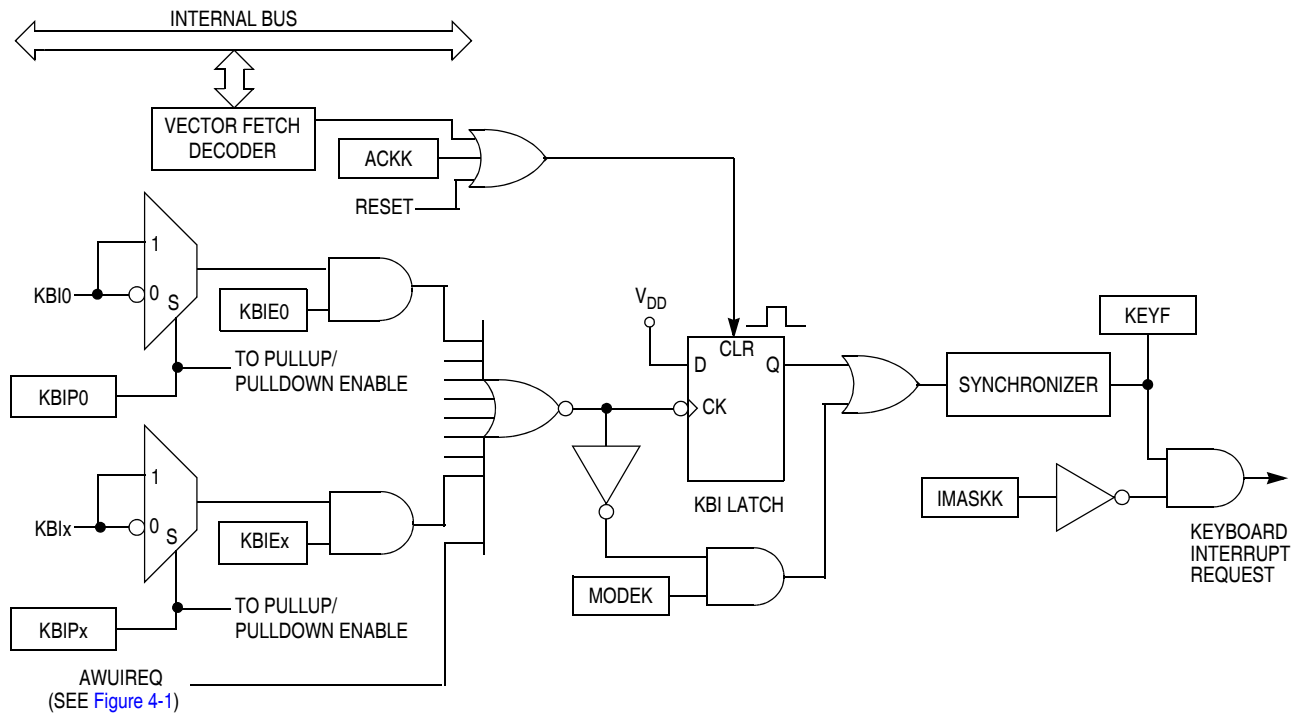 INTERNAL BUS
VECTOR FETCH
DECODER
ACKK
RESET
1
KBI0
0
S
KBIE0
TO PULLUP/
PULLDOWN ENABLE
KBIP0
VDD
CLR
D
Q
CK
KBI LATCH
KEYF
SYNCHRONIZER
1
KBIx
0
S
KBIEx
TO PULLUP/
PULLDOWN ENABLE
KBIPx
MODEK
IMASKK
KEYBOARD
INTERRUPT
REQUEST
AWUIREQ
(SEE Figure 4-1)